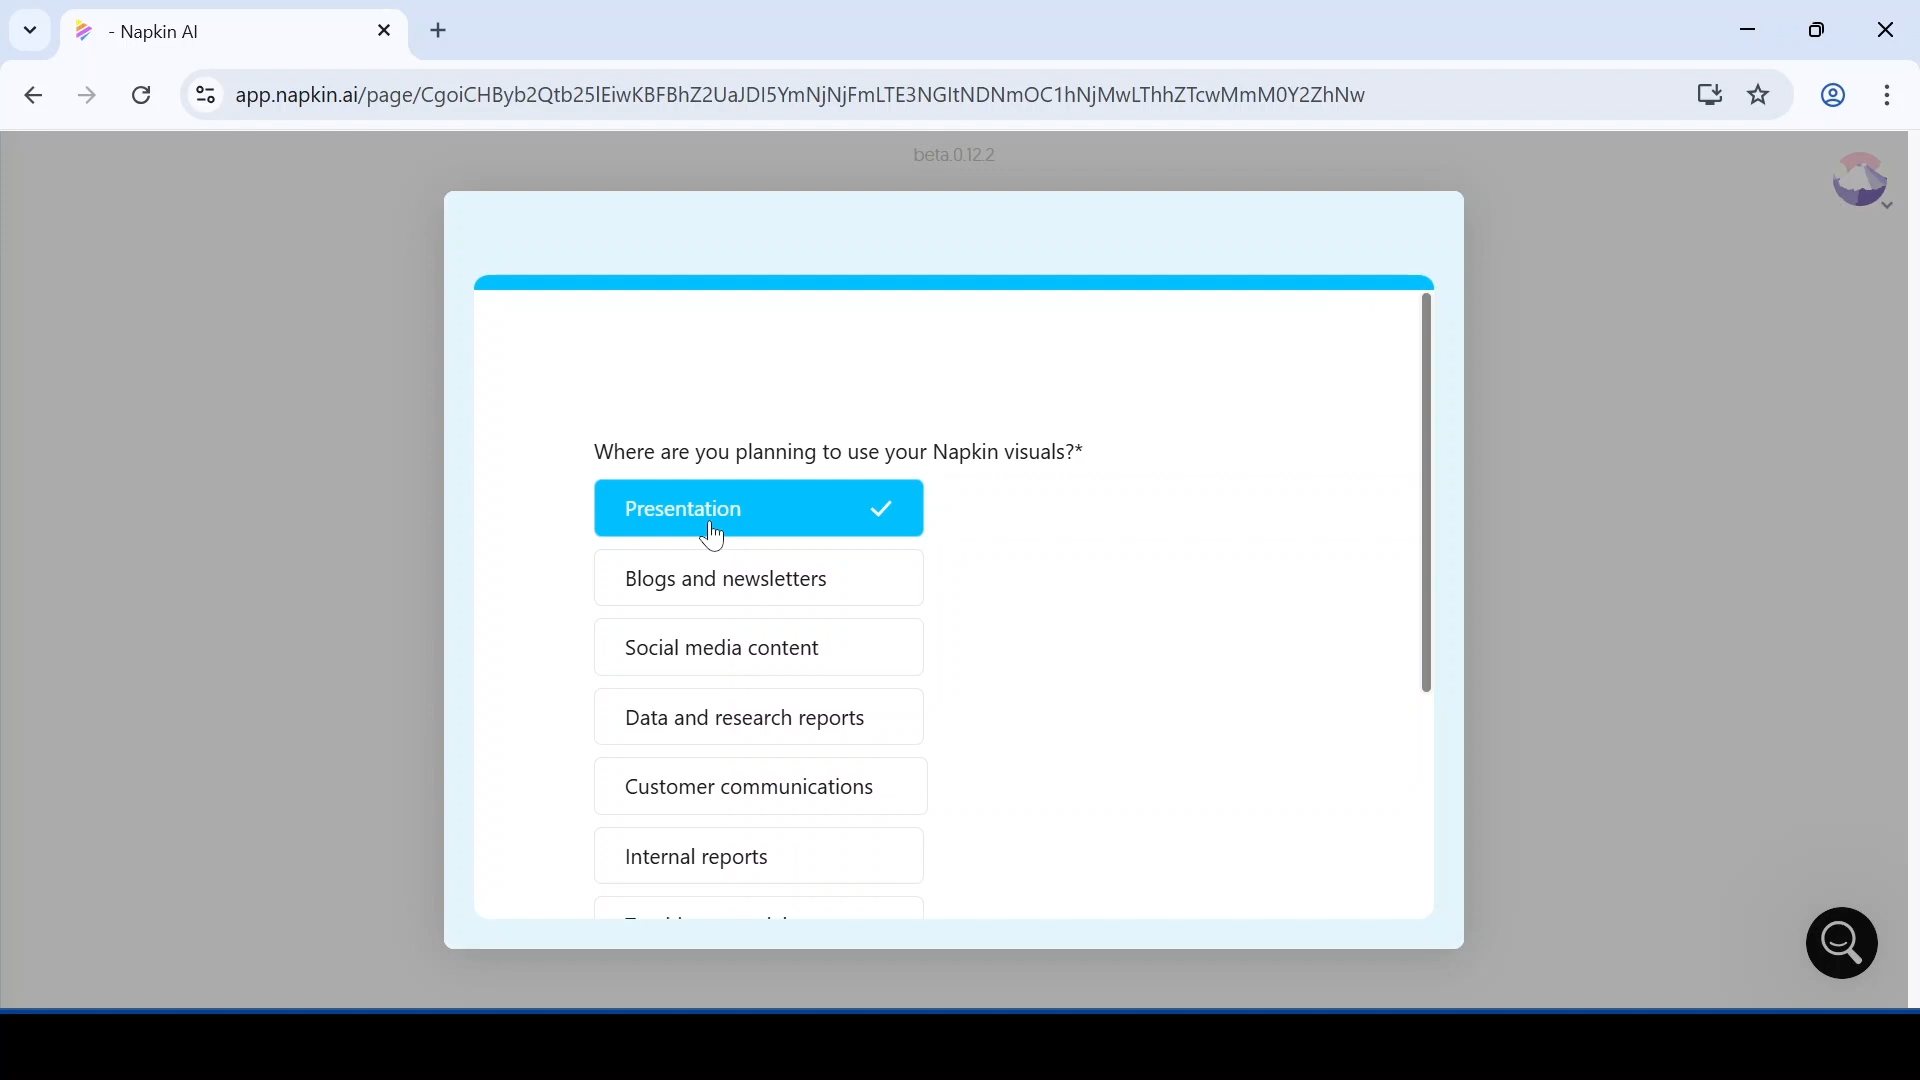 - Napkin AI
app.napkin.ai/page/CgoiCHByb2Qtb25lEiwKBFBhZ2UaJDI5YmNjNjFmLTE3NGItNDNmOC1hNjMwLThhZTcwMmM0Y2ZhNw
beta.0.12.2
Where are you planning to use your Napkin visuals?*
Presentation
Blogs and newsletters
Social media content
Data and research reports
Customer communications
Internal reports